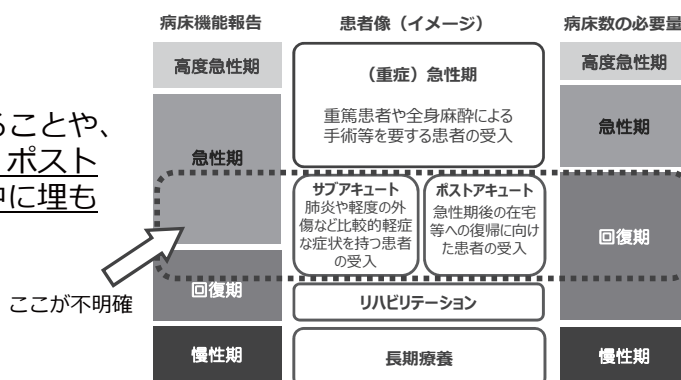 病床機能報告
患者像（イメージ）
病床数の必要量
ることや、
ポスト
中に埋も
ここが不明確
高度急性期
急性期
回復期
慢性期
（重症）急性期
重篤患者や全身麻酔による
手術等を要する患者の受入
サブアキュート
肺炎や軽度の外
傷など比較的軽症
な症状を持つ患者
の受入
ポストアキュート
急性期後の在宅
等への復帰に向け
た患者の受入
リハビリテーション
長期療養
高度急性期
急性期
回復期
慢性期